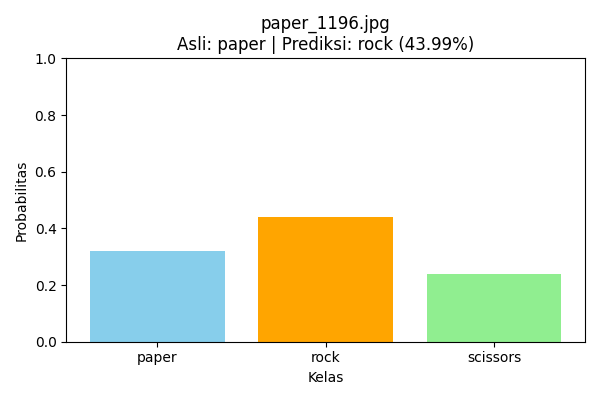 paper_1196.jpg
Asli: paper | Prediksi: rock (43.99%)
1.0
0.8
0.6
0.4
0.2
0.0
Probabilitas
paper rock scissors
Kelas